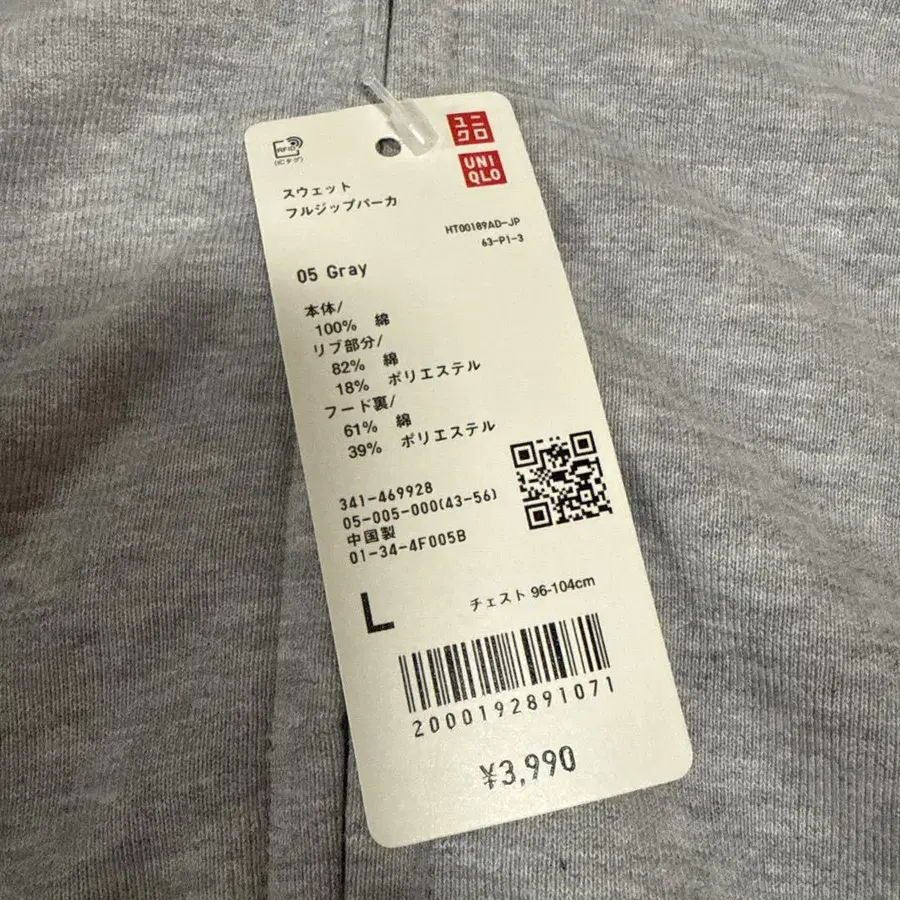 RFID
(ICタグ)
ユニ
クロ
UNI
QLO
スウェット
フルジップパーカ
HT00189AD-JP
63-P1-3
05 Gray
本体/
100% 綿
リブ部分/
82% 綿
18% ポリエステル
フード裏/
61% 綿
39% ポリエステル
341-469928
05-005-000(43-56)
中国製
01-34-4F005B
L チェスト 96-104cm
2000192891071
¥3,990